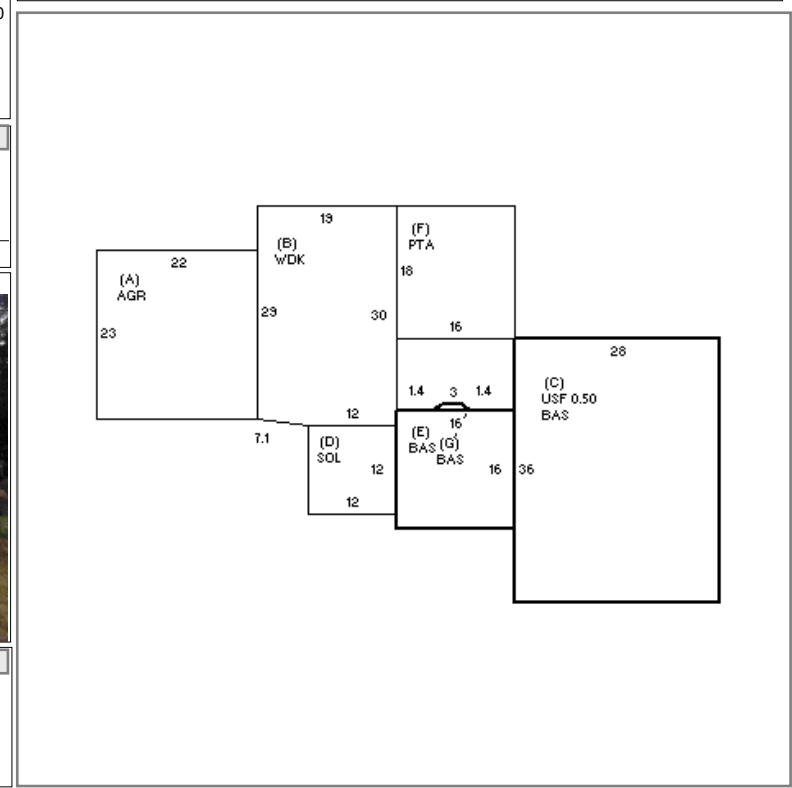 19
(B)
WDK
29
30
(F)
PTA
18
16
22
(A)
AGR
23
28
(C)
USF 0.50
BAS
36
1.4 3 1.4
16
(E)
BAS
(G)
BAS
16
12
7.1
(D)
SOL
12
12